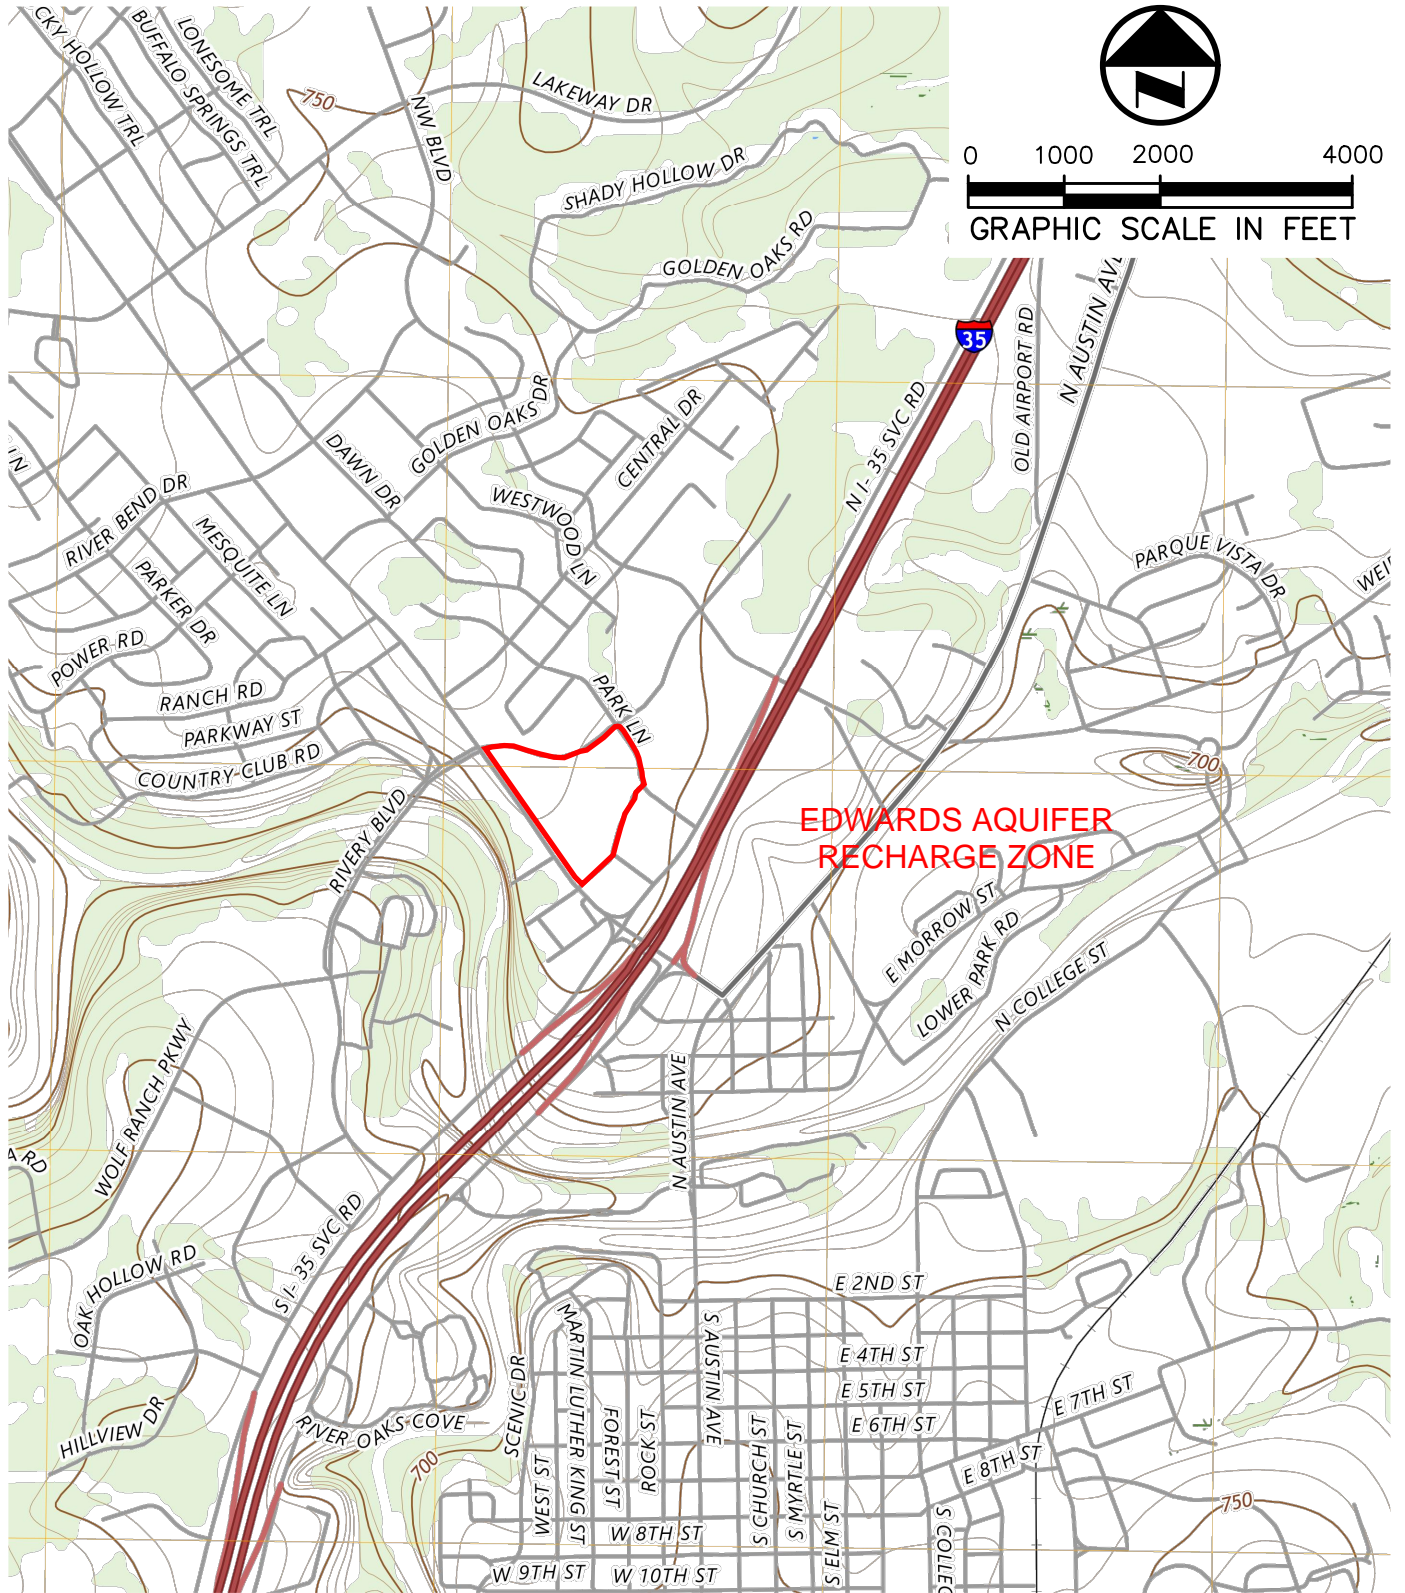 CKY HOLLOW TRL
BUFFALO SPRINGS TRL
LONESOME TRL
750
NW BLVD
LAKEWAY DR
SHADY HOLLOW DR
GOLDEN OAKS RD
0 1000 2000 4000
GRAPHIC SCALE IN FEET
35
OLD AIRPORT RD
N AUSTIN AVE
N I- 35 SVC RD
CENTRAL DR
GOLDEN OAKS DR
DAWN DR
WESTWOOD LN
LN
RIVER BEND DR
MESQUITE LN
PARKER DR
POWER RD
RANCH RD
PARKWAY ST
COUNTRY CLUB RD
PARK LN
PARQUE VISTA DR
WEIR
700
RIVERY BLVD
EDWARDS AQUIFER
RECHARGE ZONE
E MORROW ST
LOWER PARK RD
N COLLEGE ST
WOLF RANCH PKWY
A RD
N AUSTIN AVE
S I- 35 SVC RD
OAK HOLLOW RD
HILLVIEW DR
RIVER OAKS COVE
700
SCENIC DR
MARTIN LUTHER KING ST
WEST ST
FOREST ST
ROCK ST
S AUSTIN AVE
S CHURCH ST
S MYRTLE ST
S ELM ST
S COLLEG
E 2ND ST
E 4TH ST
E 5TH ST
E 6TH ST
E 7TH ST
E 8TH ST
W 8TH ST
W 9TH ST
W 10TH ST
750